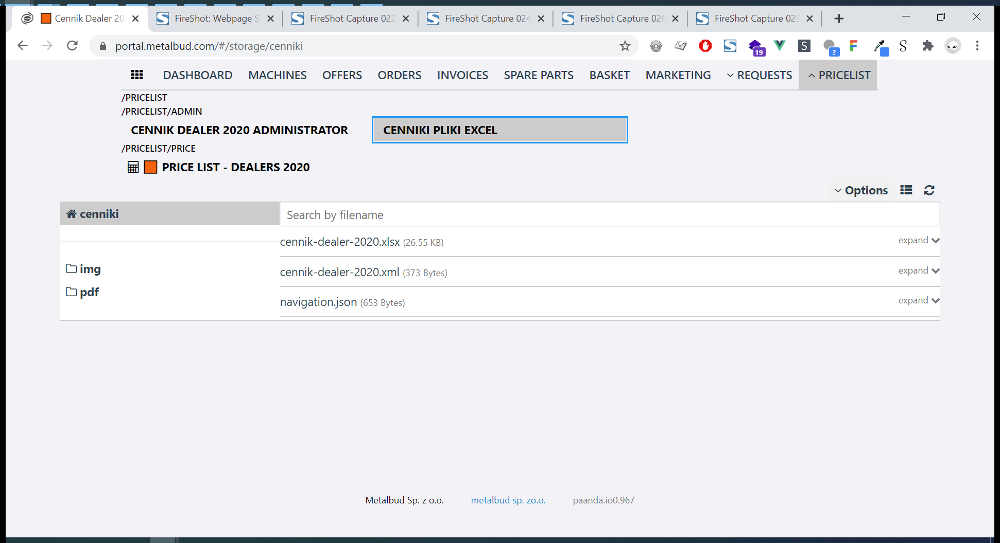 Cennik Dealer 20
FireShot: Webpage S
FireShot Capture 022
FireShot Capture 024
FireShot Capture 026
FireShot Capture 028
portal.metalbud.com/#/storage/cenniki
19
S
?
F
S
DASHBOARD MACHINES OFFERS ORDERS INVOICES SPARE PARTS BASKET MARKETING REQUESTS PRICELIST
/PRICELIST
/PRICELIST/ADMIN
CENNIK DEALER 2020 ADMINISTRATOR CENNIKI PLIKI EXCEL
/PRICELIST/PRICE
PRICE LIST - DEALERS 2020
Options
cenniki
Search by filename
cennik-dealer-2020.xlsx (26.55 KB) expand
cennik-dealer-2020.xml (373 Bytes) expand
navigation.json (653 Bytes) expand
img
pdf
Metalbud Sp. z o.o. metalbud sp. zo.o. paanda.io0.967